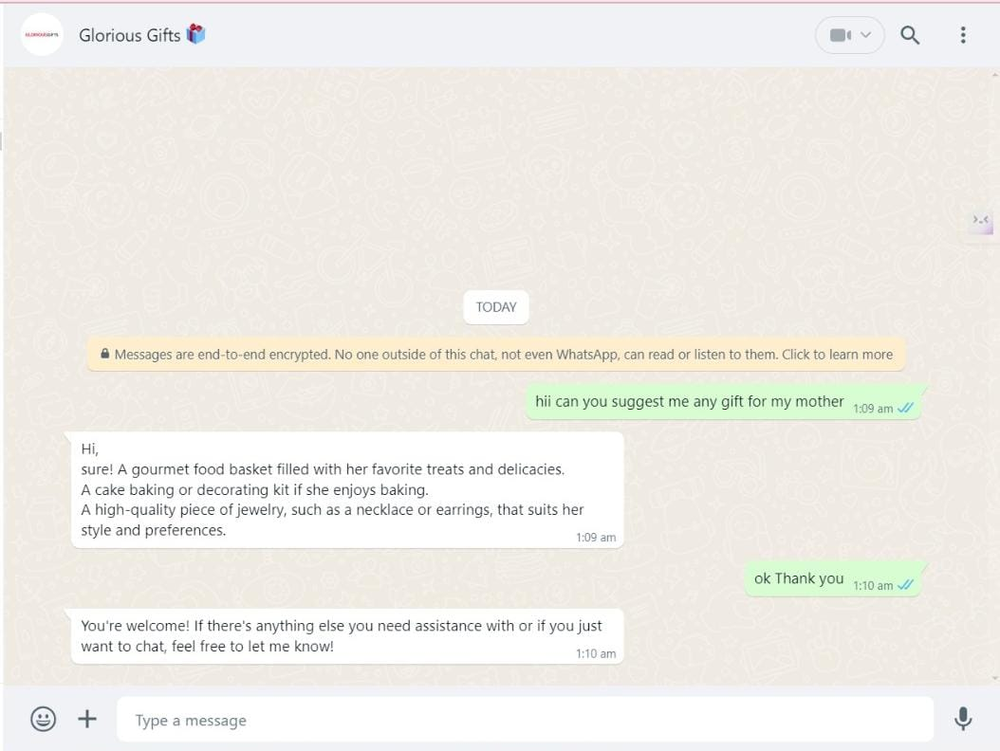 GLORIOUSGIFTS
Glorious Gifts
TODAY
Messages are end-to-end encrypted. No one outside of this chat, not even WhatsApp, can read or listen to them. Click to learn more
hii can you suggest me any gift for my mother 1:09 am
Hi,
sure! A gourmet food basket filled with her favorite treats and delicacies.
A cake baking or decorating kit if she enjoys baking.
A high-quality piece of jewelry, such as a necklace or earrings, that suits her
style and preferences.
1:09 am
ok Thank you 1:10 am
You're welcome! If there's anything else you need assistance with or if you just
want to chat, feel free to let me know!
1:10 am
Type a message